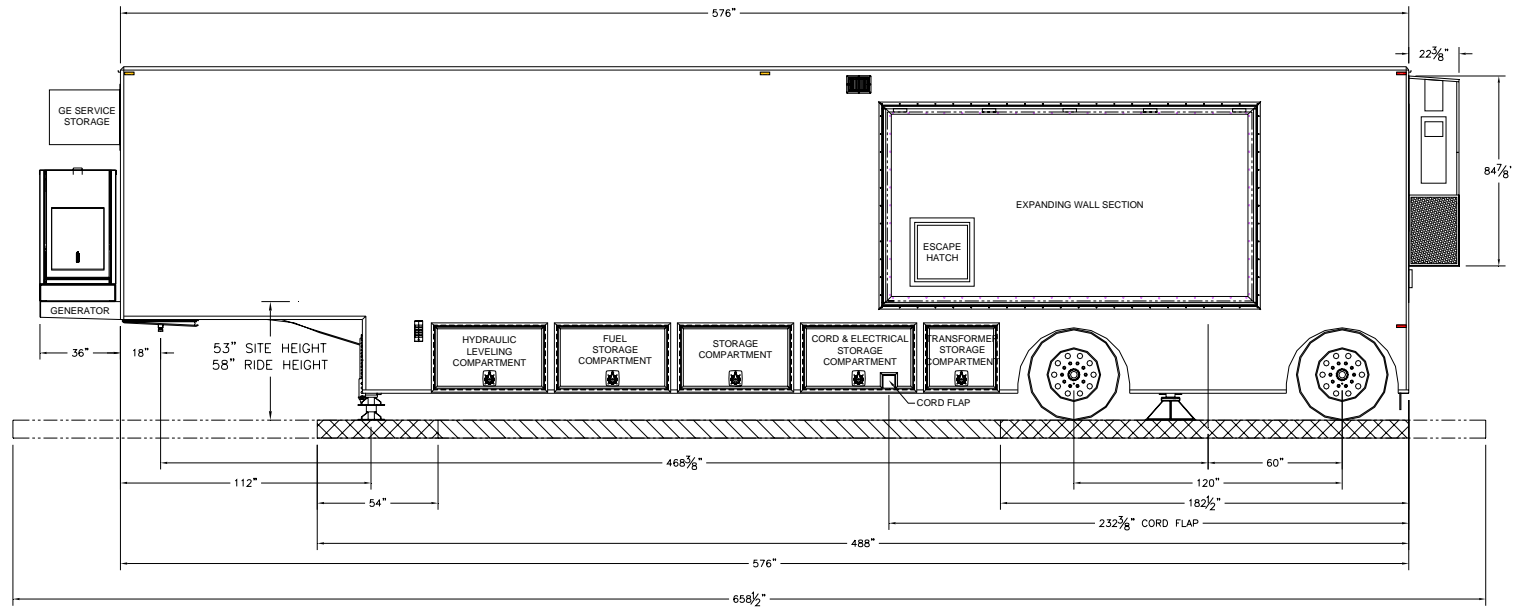 576"
22⅜"
GE SERVICE
STORAGE
84⅞"
EXPANDING WALL SECTION
ESCAPE
HATCH
GENERATOR
36"
18"
53" SITE HEIGHT
58" RIDE HEIGHT
HYDRAULIC
LEVELING
COMPARTMENT
FUEL
STORAGE
COMPARTMENT
STORAGE
COMPARTMENT
CORD & ELECTRICAL
STORAGE
COMPARTMENT
TRANSFORMER
STORAGE
COMPARTMENT
CORD FLAP
468⅜"
60"
112"
120"
54"
182½"
232⅜" CORD FLAP
488"
576"
658½"